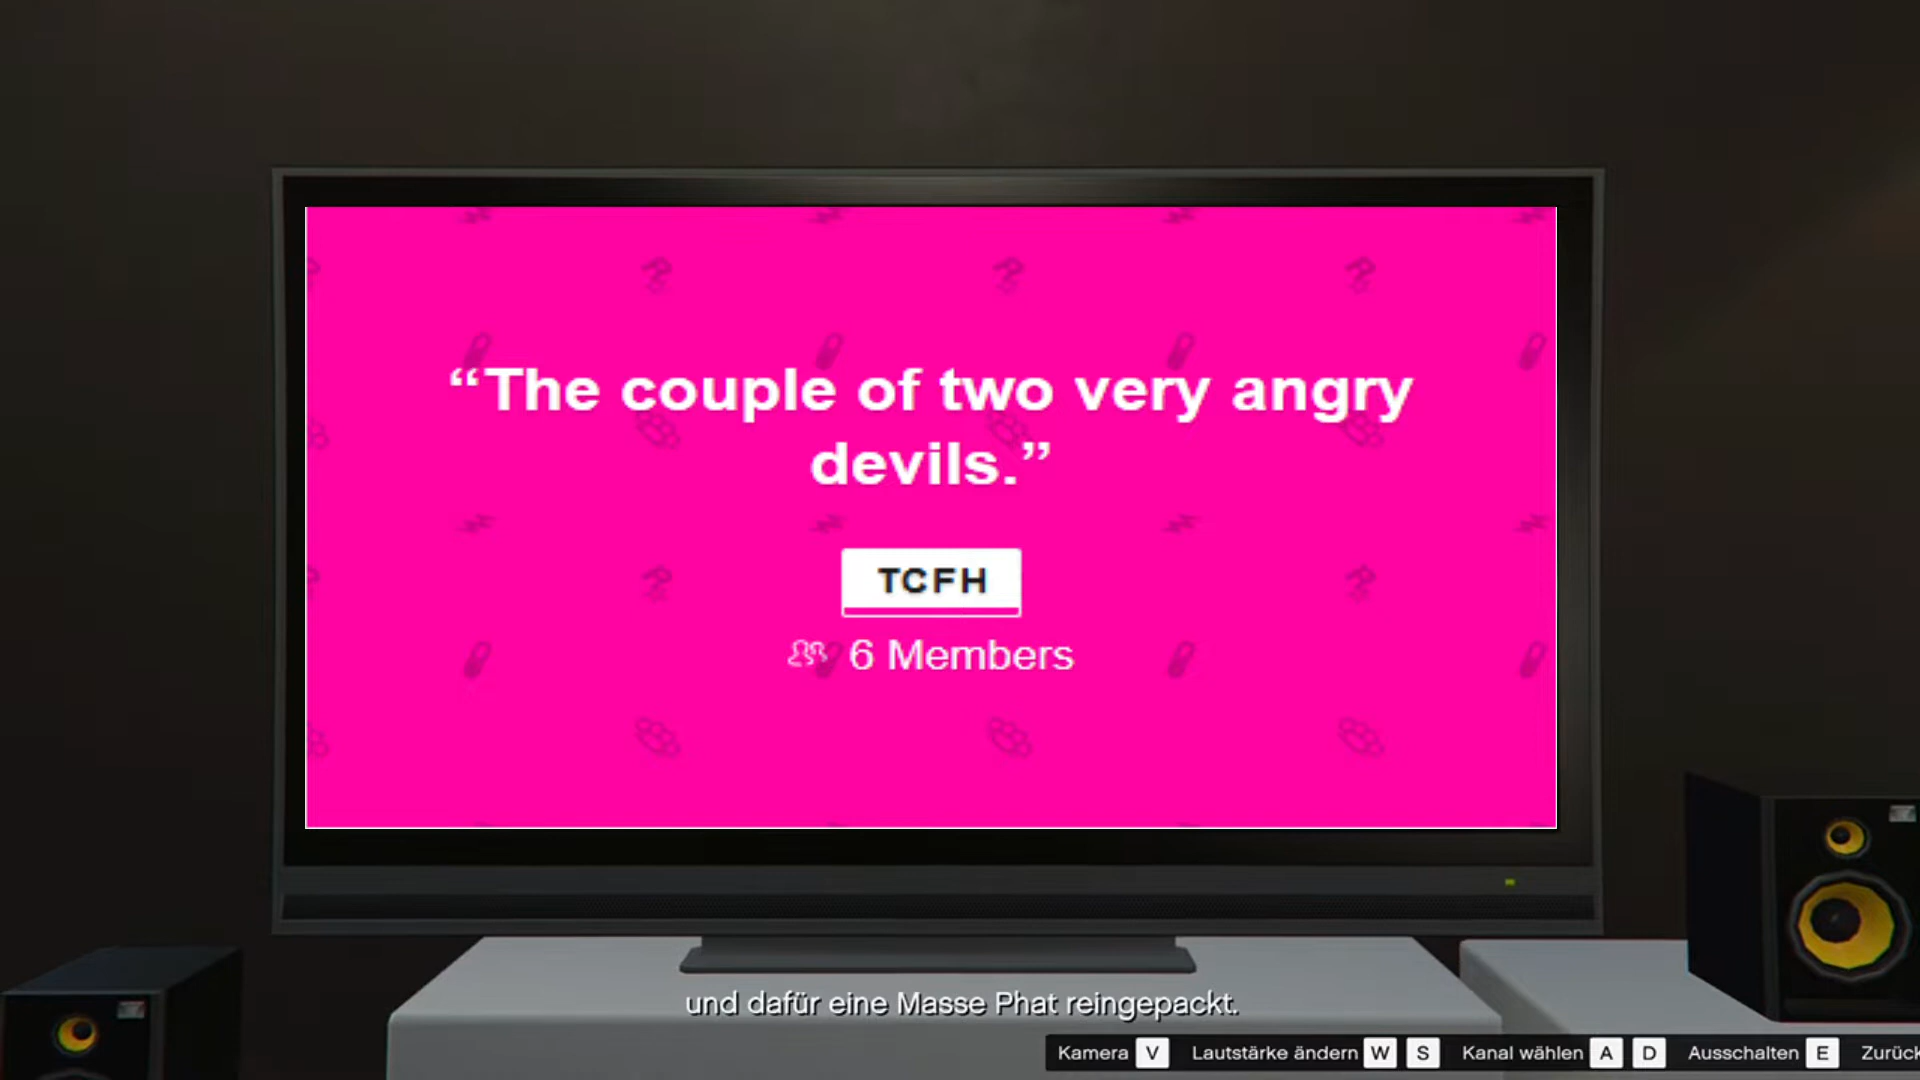 “The couple of two very angry
devils.”
TCFH
6 Members
und dafür eine Masse Phat reingepackt.
Kamera V Lautstärke ändern W S Kanal wählen A D Ausschalten E Zurück